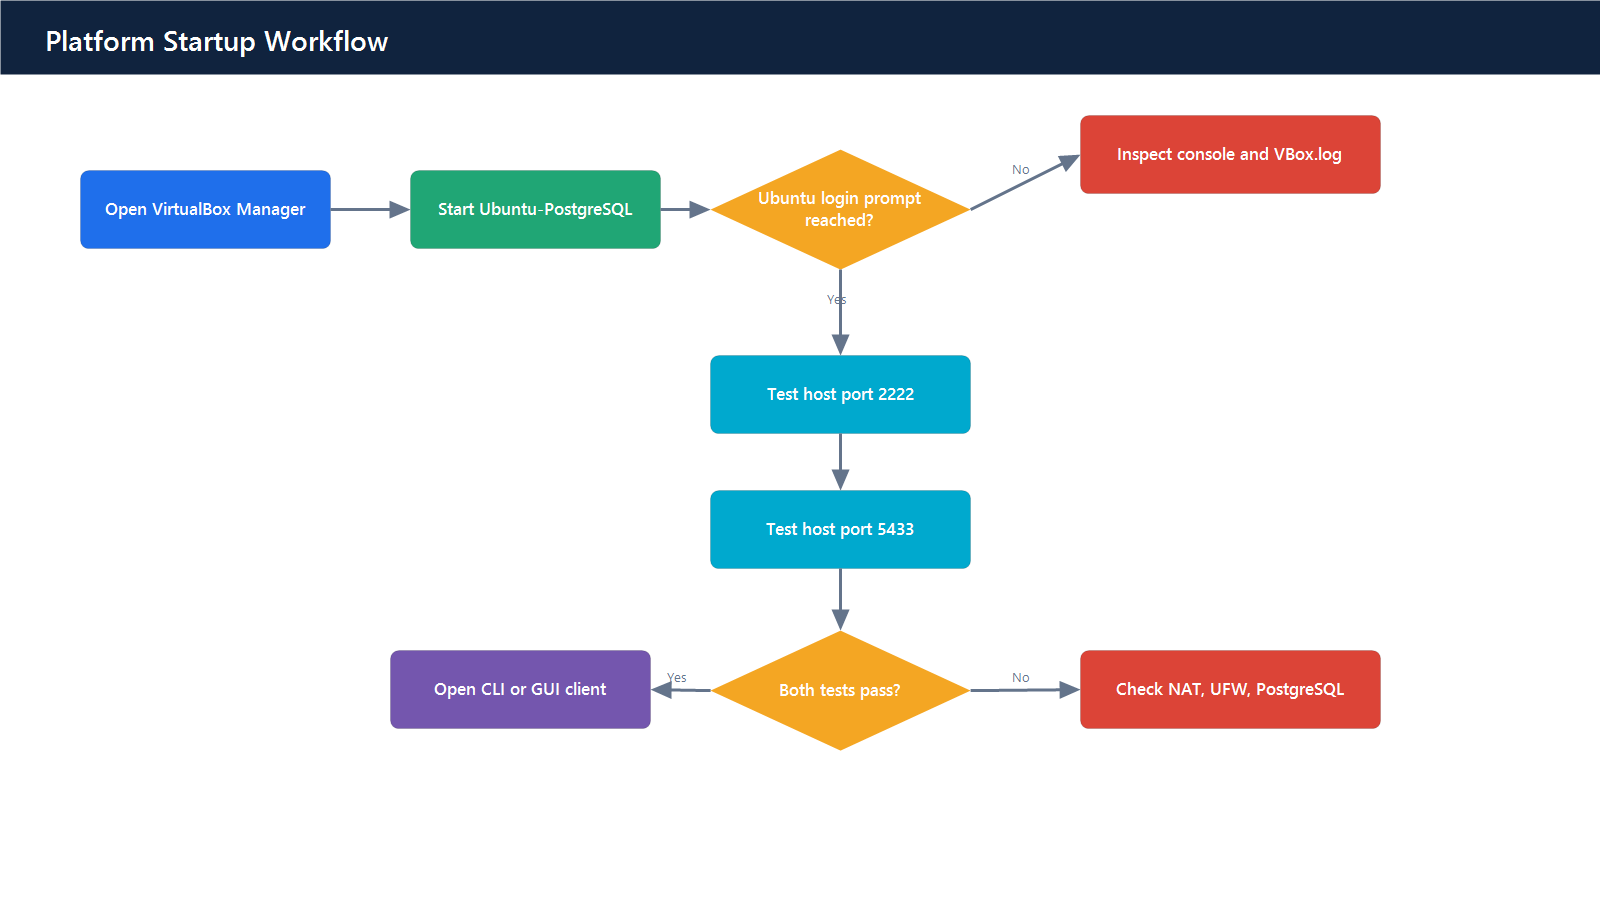 Platform Startup Workflow
Open VirtualBox Manager
Start Ubuntu-PostgreSQL
Ubuntu login prompt
reached?
No
Inspect console and VBox.log
Yes
Test host port 2222
Test host port 5433
Both tests pass?
Yes
Open CLI or GUI client
No
Check NAT, UFW, PostgreSQL